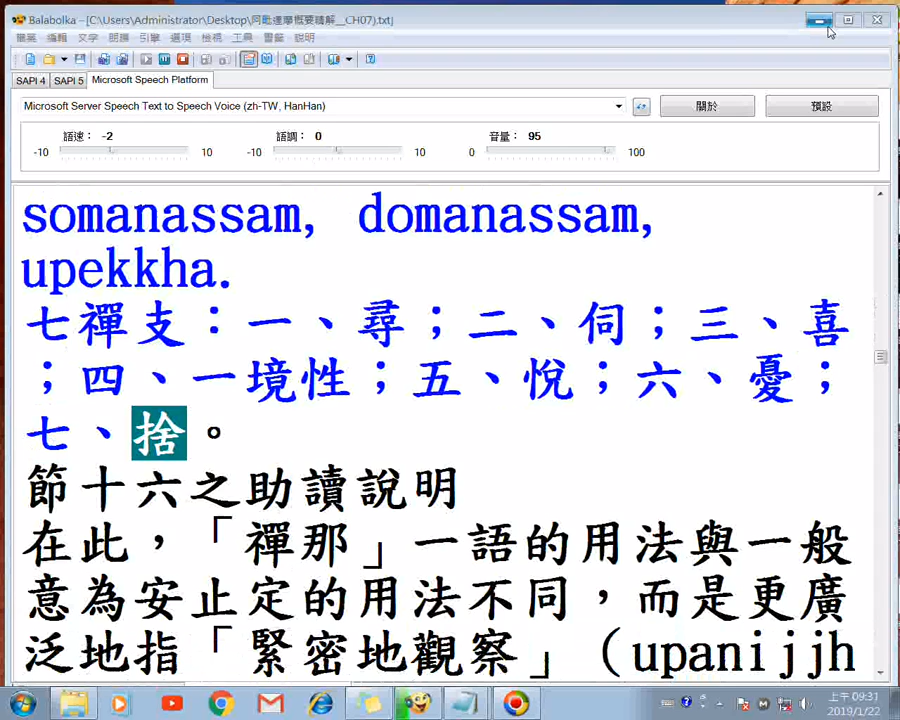 Balabolka - [C:\Users\Administrator\Desktop\阿毗達摩概要精解__CH07).txt]
檔案 編輯 文字 朗讀 引擎 選項 檢視 工具 書籤 說明
SAPI 4 SAPI 5 Microsoft Speech Platform
Microsoft Server Speech Text to Speech Voice (zh-TW, HanHan) 關於 預設
語速： -2 語調： 0 音量： 95
-10 10 -10 10 0 100
somanassam, domanassam,
upekkha.
七禪支：一、尋；二、伺；三、喜
；四、一境性；五、悅；六、憂；
七、捨。
節十六之助讀說明
在此，「禪那」一語的用法與一般
意為安止定的用法不同，而是更廣
泛地指「緊密地觀察」（upanijjh
上午 09:31
2019/1/22